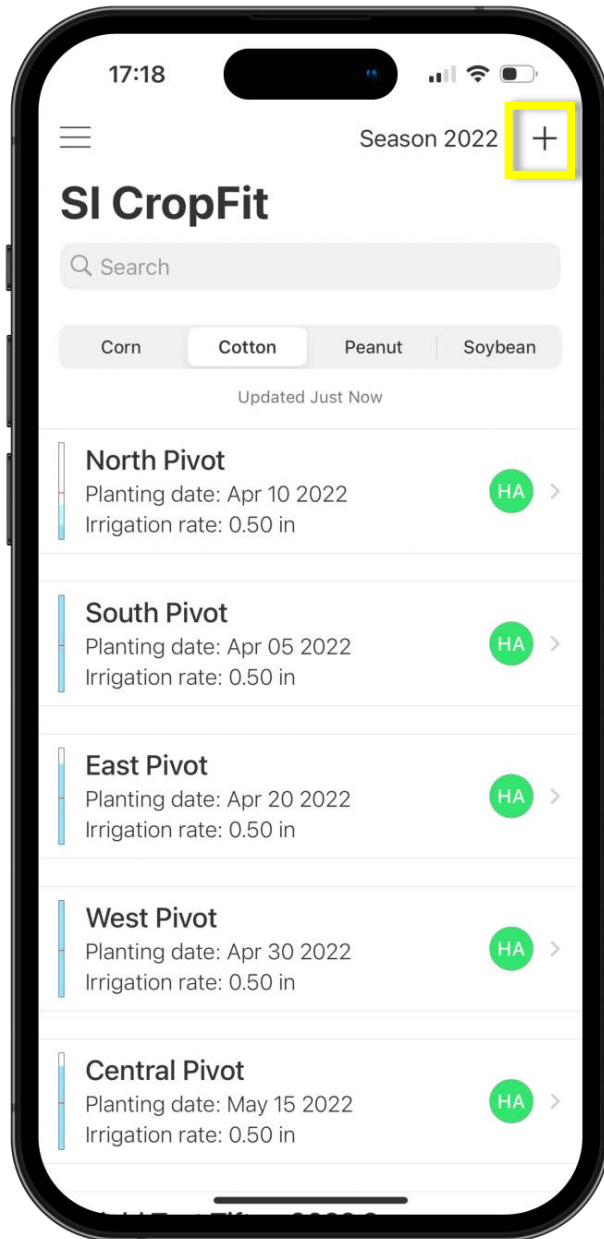 17:18
Season 2022 +
SI CropFit
Search
Corn Cotton Peanut Soybean
Updated Just Now
North Pivot
Planting date: Apr 10 2022
HA
Irrigation rate: 0.50 in
South Pivot
Planting date: Apr 05 2022
HA
Irrigation rate: 0.50 in
East Pivot
Planting date: Apr 20 2022
HA
Irrigation rate: 0.50 in
West Pivot
Planting date: Apr 30 2022
HA
Irrigation rate: 0.50 in
Central Pivot
Planting date: May 15 2022
HA
Irrigation rate: 0.50 in